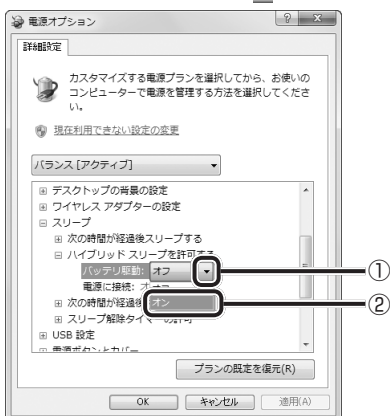 電源オプション
詳細設定
カスタマイズする電源プランを選択してから、お使いの
コンピューターで電源を管理する方法を選択してくださ
い。
現在利用できない設定の変更
バランス [アクティブ]
デスクトップの背景の設定
ワイヤレス アダプターの設定
スリープ
次の時間が経過後スリープする
ハイブリッド スリープを許可する
バッテリ駆動: オフ
①
電源に接続:
次の時間が経過後
オン
②
スリープ解除タイマーの許可
USB 設定
電源ボタンとカバー
プランの既定を復元(R)
OK
キャンセル
適用(A)